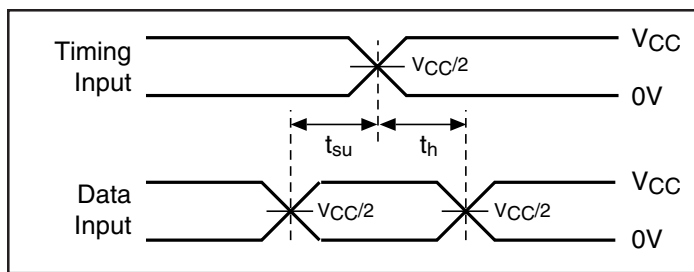 Timing
Input
VCC
VCC/2
0V
tsu
th
Data
Input
VCC
VCC/2
VCC/2
0V